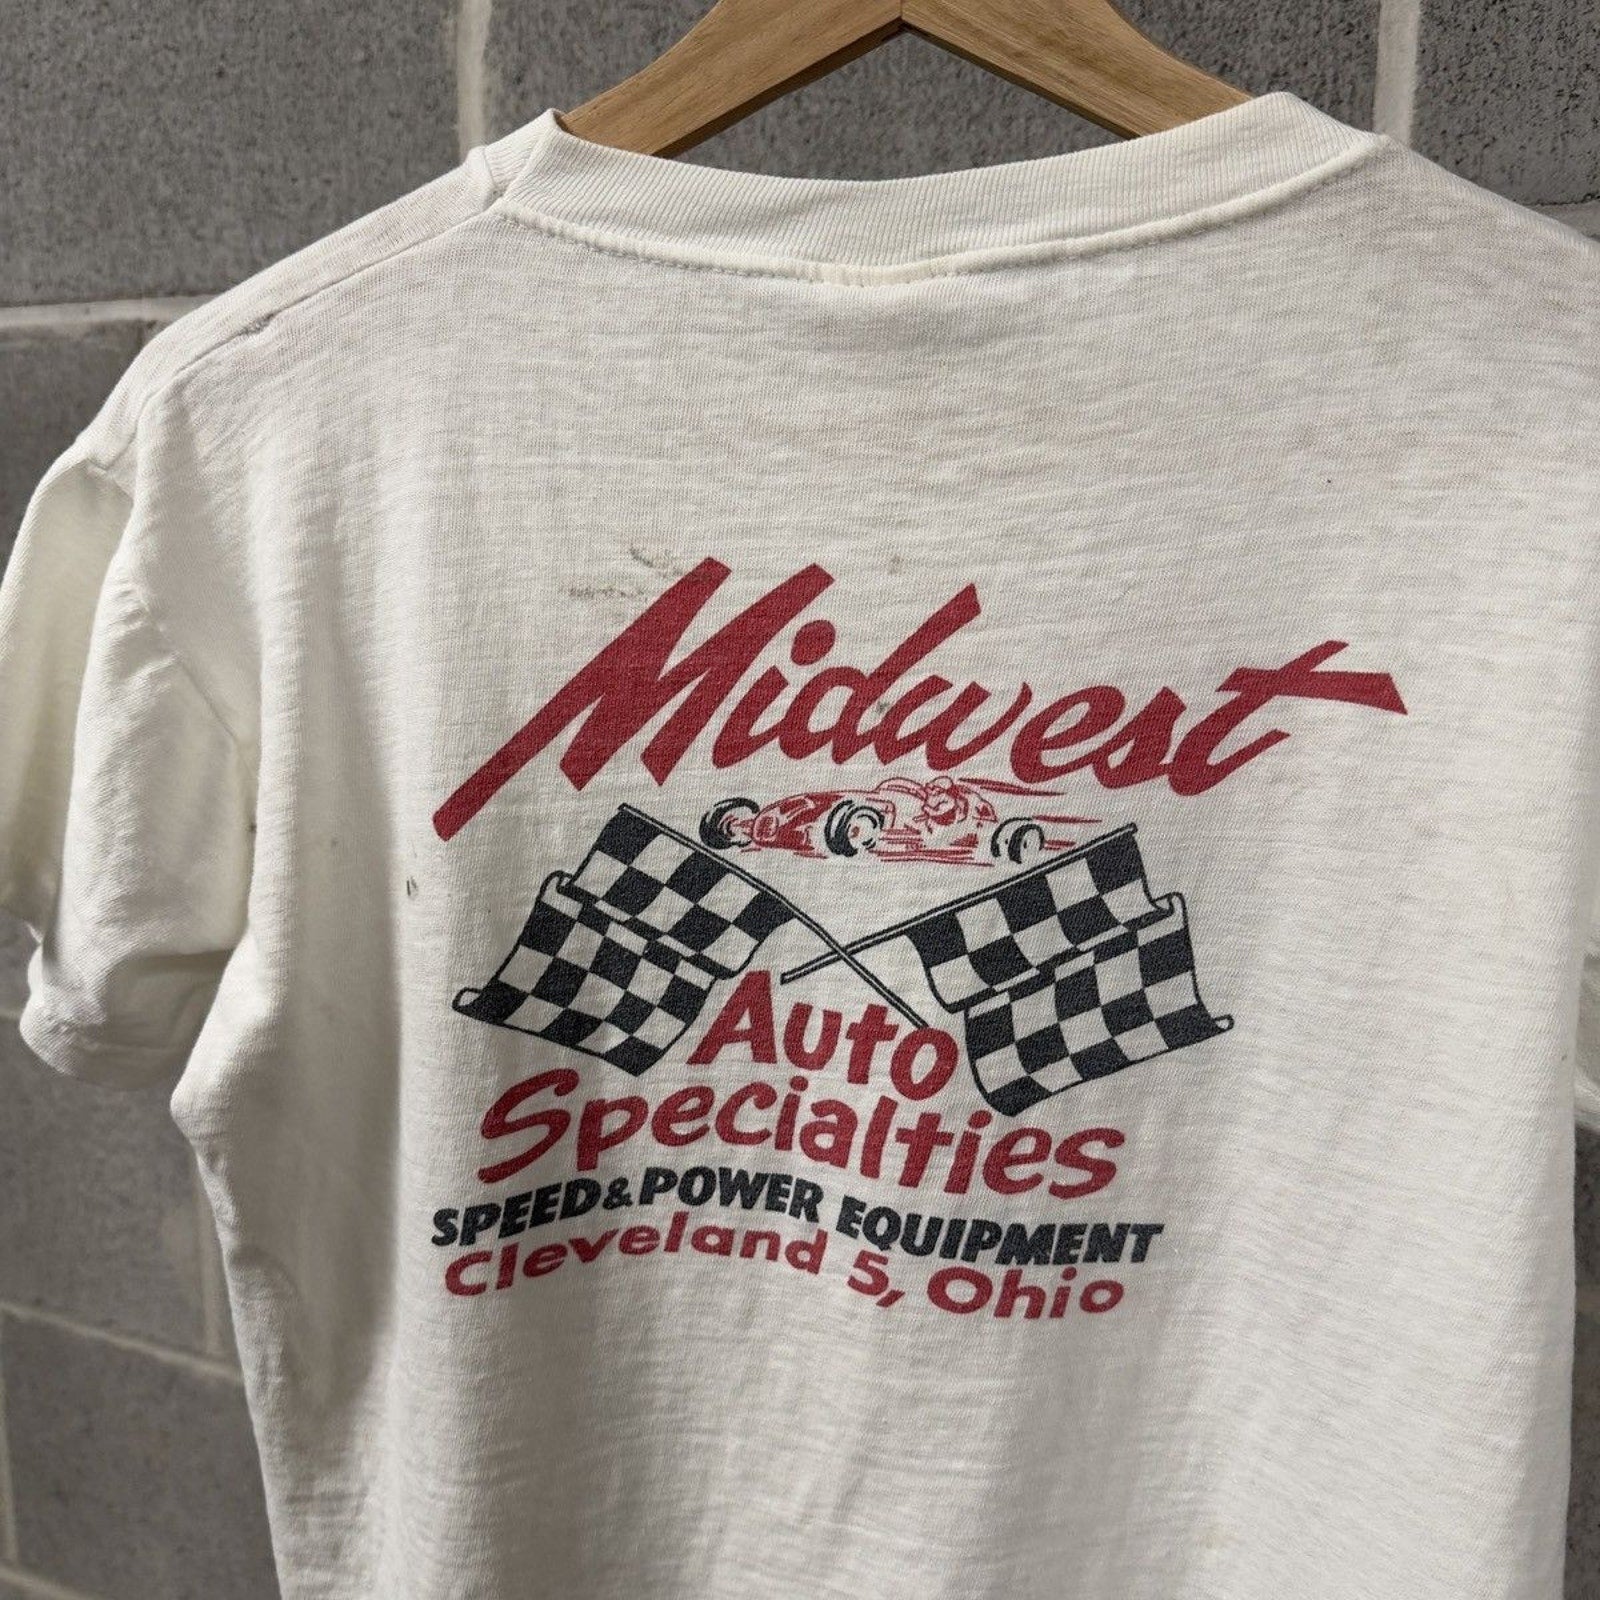 Midwest
Auto
Specialties
SPEED & POWER EQUIPMENT
Cleveland 5, Ohio